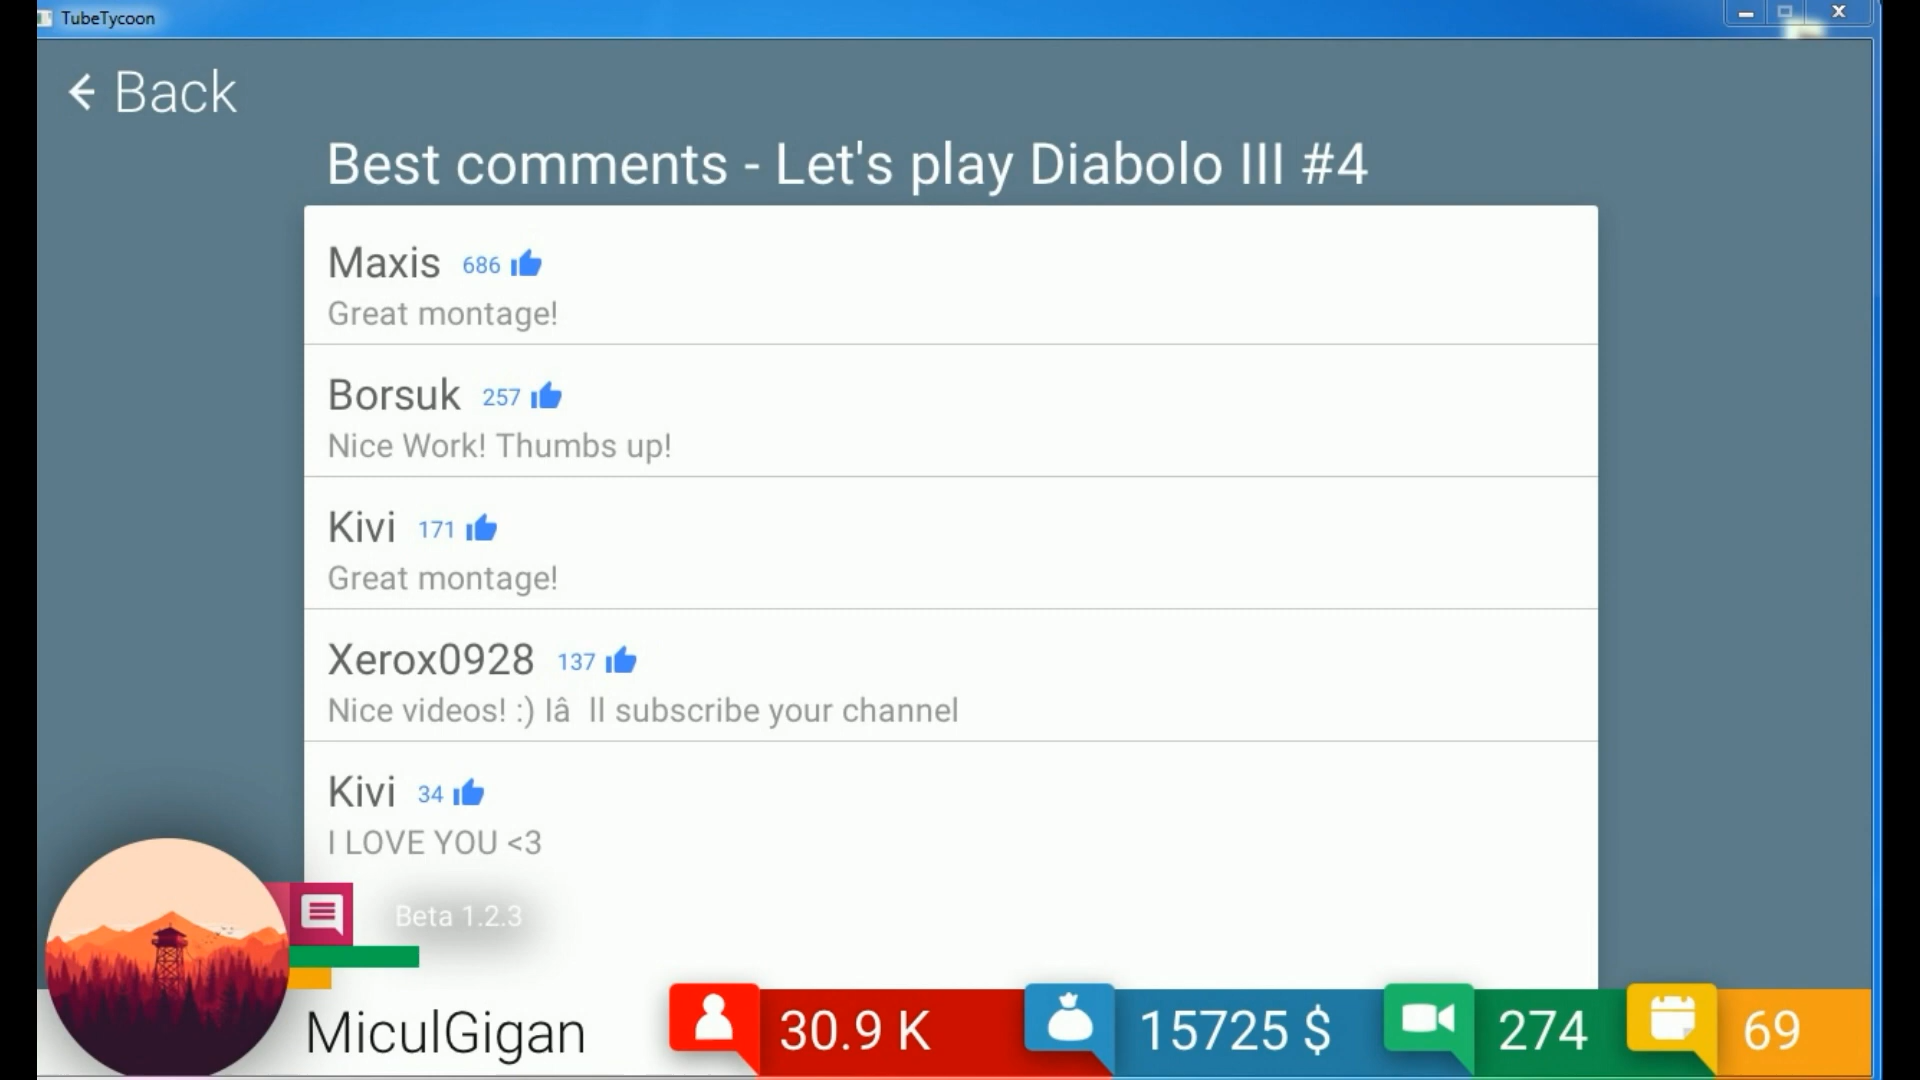 TubeTycoon
Back
Best comments - Let's play Diabolo III #4
Maxis 686
Great montage!
Borsuk 257
Nice Work! Thumbs up!
Kivi 171
Great montage!
Xerox0928 137
Nice videos! :) Iâ ll subscribe your channel
Kivi 34
I LOVE YOU <3
Beta 1.2.3
MiculGigan 30.9 K 15725 $ 274 69